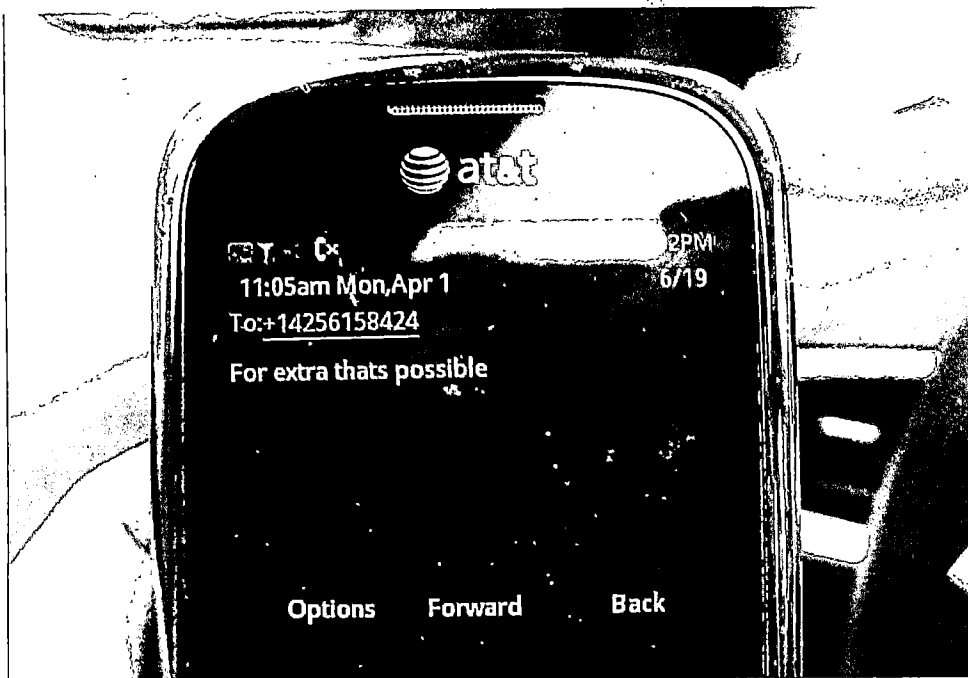 at&t
2PM
11:05am Mon,Apr 1
6/19
To:+14256158424
For extra thats possible
Options Forward Back